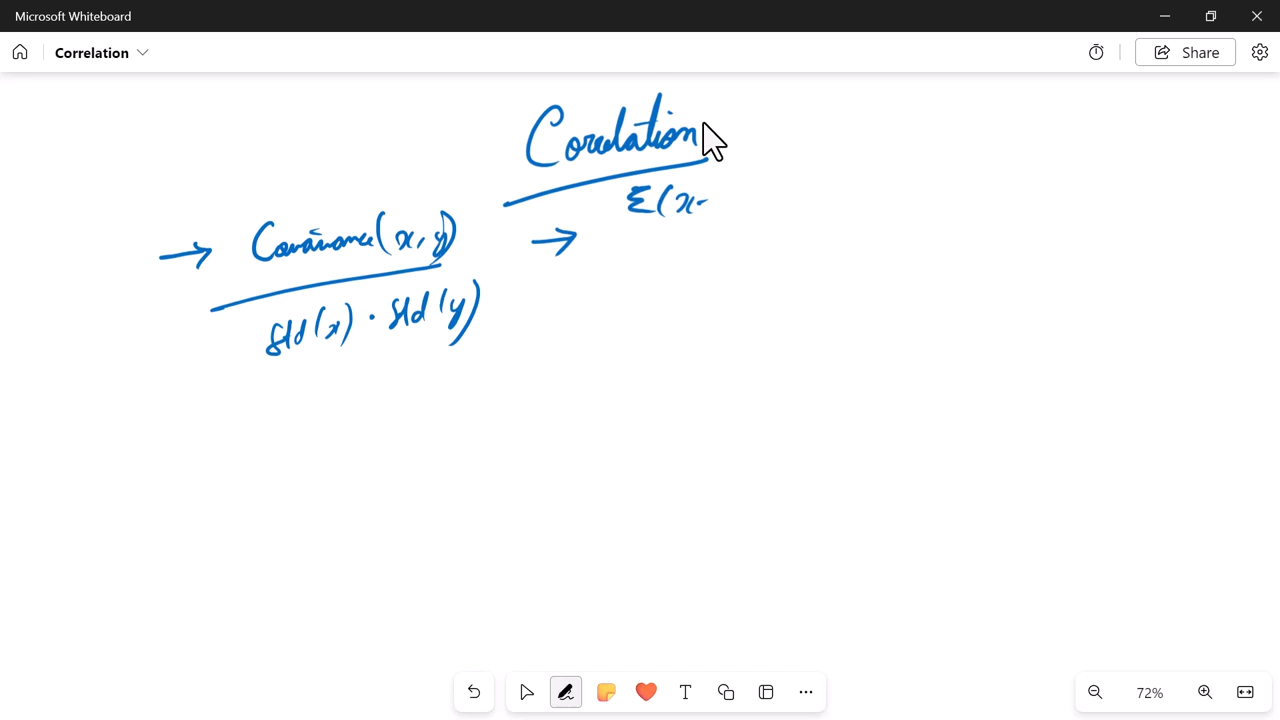 Microsoft Whiteboard
Correlation
Share
Correlation
→ Covariance(x, y)
std(x) · std(y)
→ Σ(x-
72%